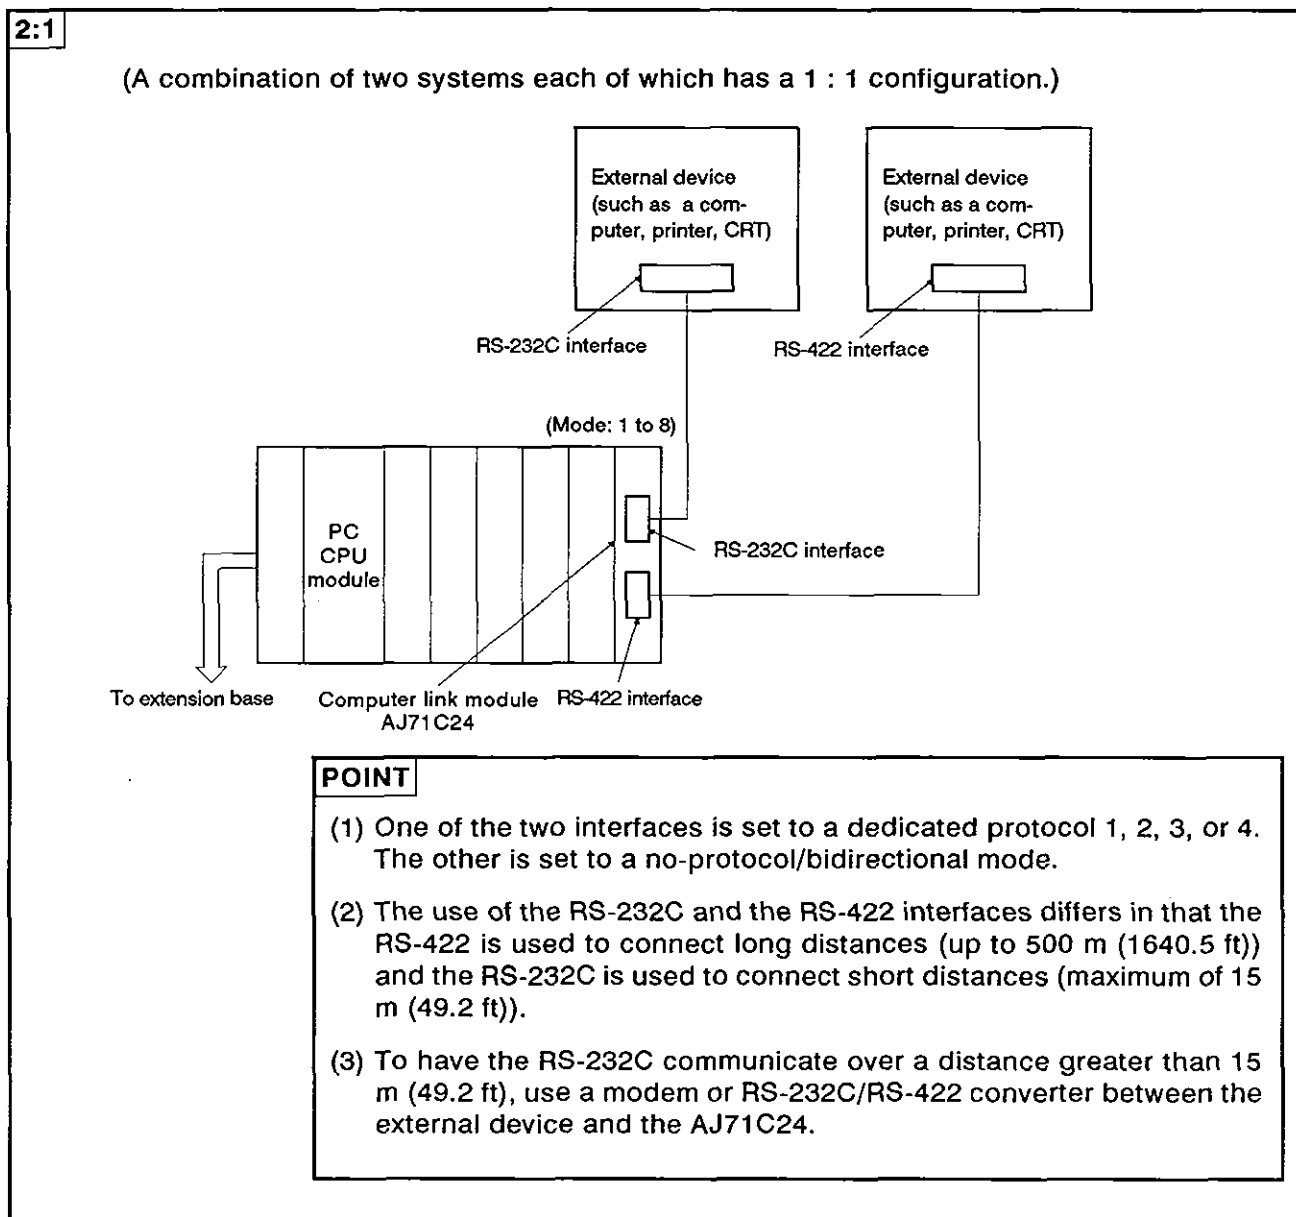 2:1
(A combination of two systems each of which has a 1 : 1 configuration.)
External device
(such as a com-
puter, printer, CRT)
External device
(such as a com-
puter, printer, CRT)
RS-232C interface
RS-422 interface
(Mode: 1 to 8)
PC
CPU
module
RS-232C interface
To extension base
Computer link module
AJ71C24
RS-422 interface
POINT
(1) One of the two interfaces is set to a dedicated protocol 1, 2, 3, or 4.
The other is set to a no-protocol/bidirectional mode.
(2) The use of the RS-232C and the RS-422 interfaces differs in that the
RS-422 is used to connect long distances (up to 500 m (1640.5 ft))
and the RS-232C is used to connect short distances (maximum of 15
m (49.2 ft)).
(3) To have the RS-232C communicate over a distance greater than 15
m (49.2 ft), use a modem or RS-232C/RS-422 converter between the
external device and the AJ71C24.